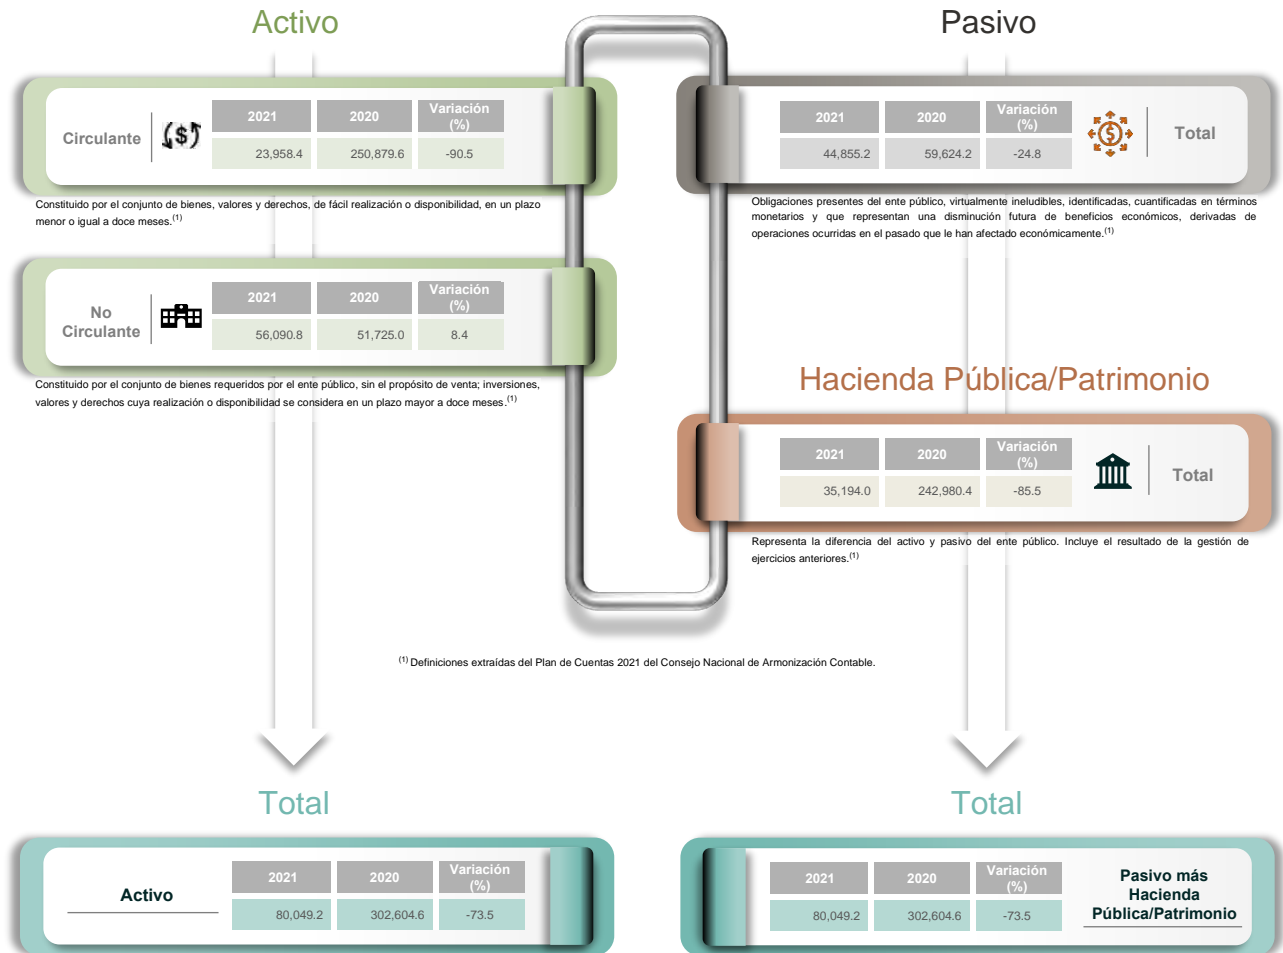 Activo
Circulante
2021 2020 Variación (%)
23,958.4 250,879.6 -90.5
Constituido por el conjunto de bienes, valores y derechos, de fácil realización o disponibilidad, en un plazo
menor o igual a doce meses.(1)
No
Circulante
2021 2020 Variación (%)
56,090.8 51,725.0 8.4
Constituido por el conjunto de bienes requeridos por el ente público, sin el propósito de venta; inversiones,
valores y derechos cuya realización o disponibilidad se considera en un plazo mayor a doce meses.(1)
Pasivo
2021 2020 Variación (%)
44,855.2 59,624.2 -24.8
Total
Obligaciones presentes del ente público, virtualmente ineludibles, identificadas, cuantificadas en términos
monetarios y que representan una disminución futura de beneficios económicos, derivadas de
operaciones ocurridas en el pasado que le han afectado económicamente.(1)
Hacienda Pública/Patrimonio
2021 2020 Variación (%)
35,194.0 242,980.4 -85.5
Total
Representa la diferencia del activo y pasivo del ente público. Incluye el resultado de la gestión de
ejercicios anteriores.(1)
(1) Definiciones extraídas del Plan de Cuentas 2021 del Consejo Nacional de Armonización Contable.
Total
Activo
2021 2020 Variación (%)
80,049.2 302,604.6 -73.5
Total
2021 2020 Variación (%)
80,049.2 302,604.6 -73.5
Pasivo más
Hacienda
Pública/Patrimonio